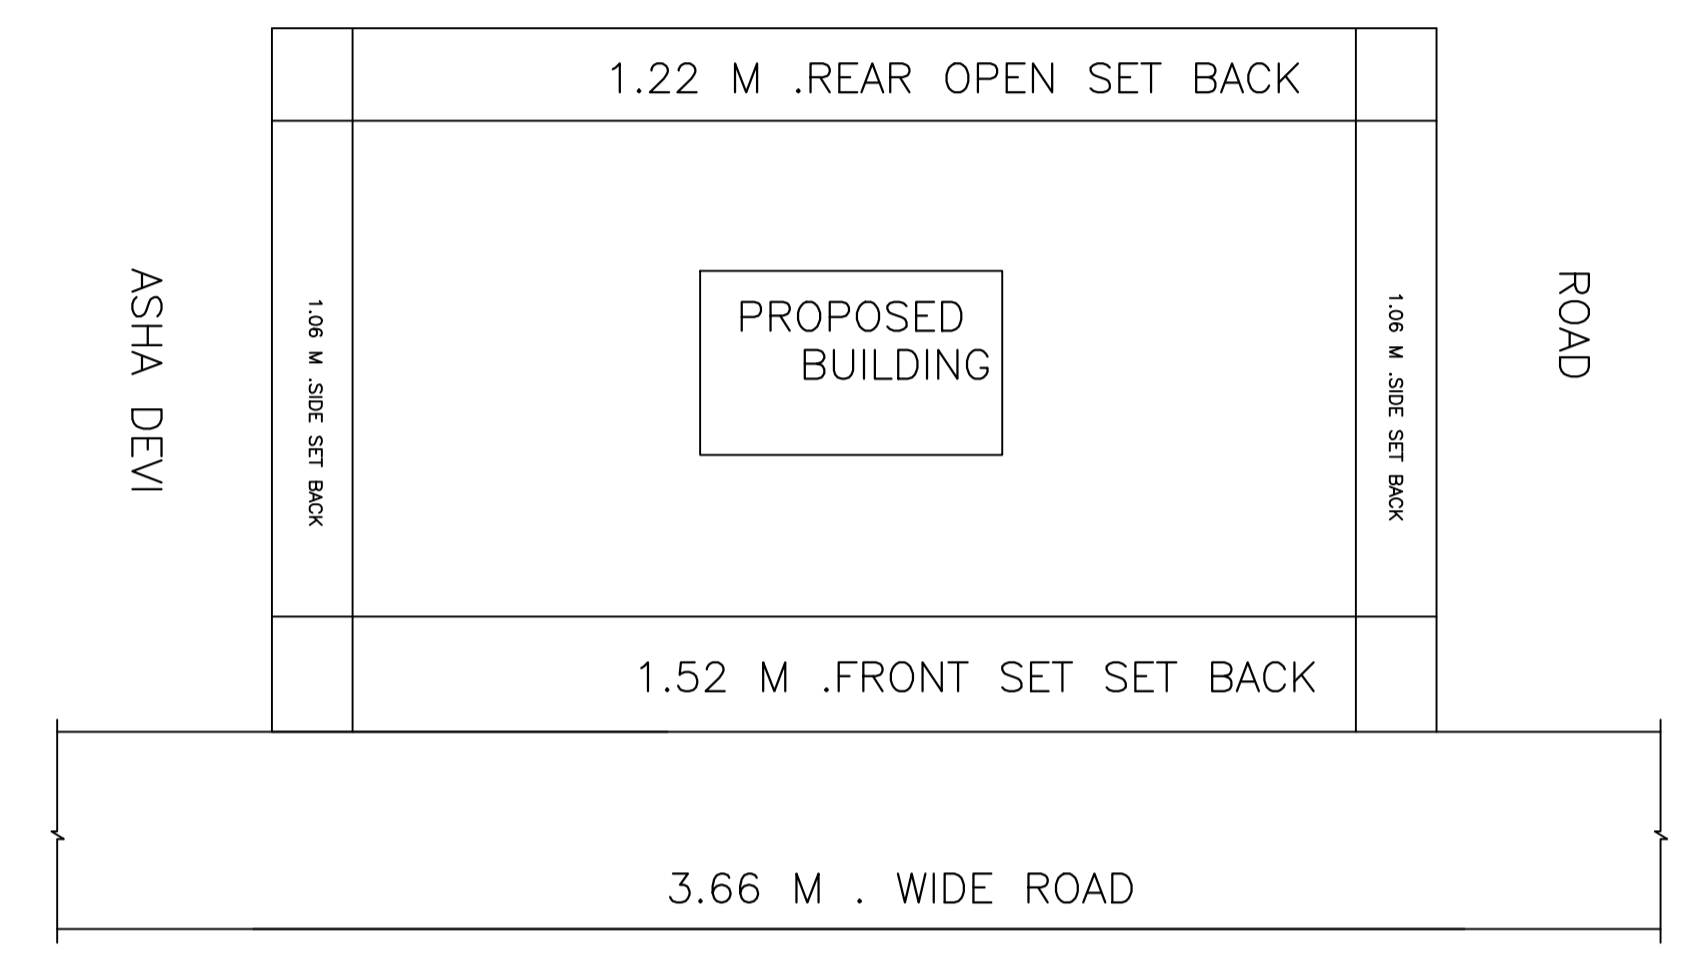 1.22 M .REAR OPEN SET BACK
ASHA DEVI
1.06 M .SIDE SET BACK
PROPOSED
BUILDING
1.06 M .SIDE SET BACK
ROAD
1.52 M .FRONT SET SET BACK
3.66 M . WIDE ROAD